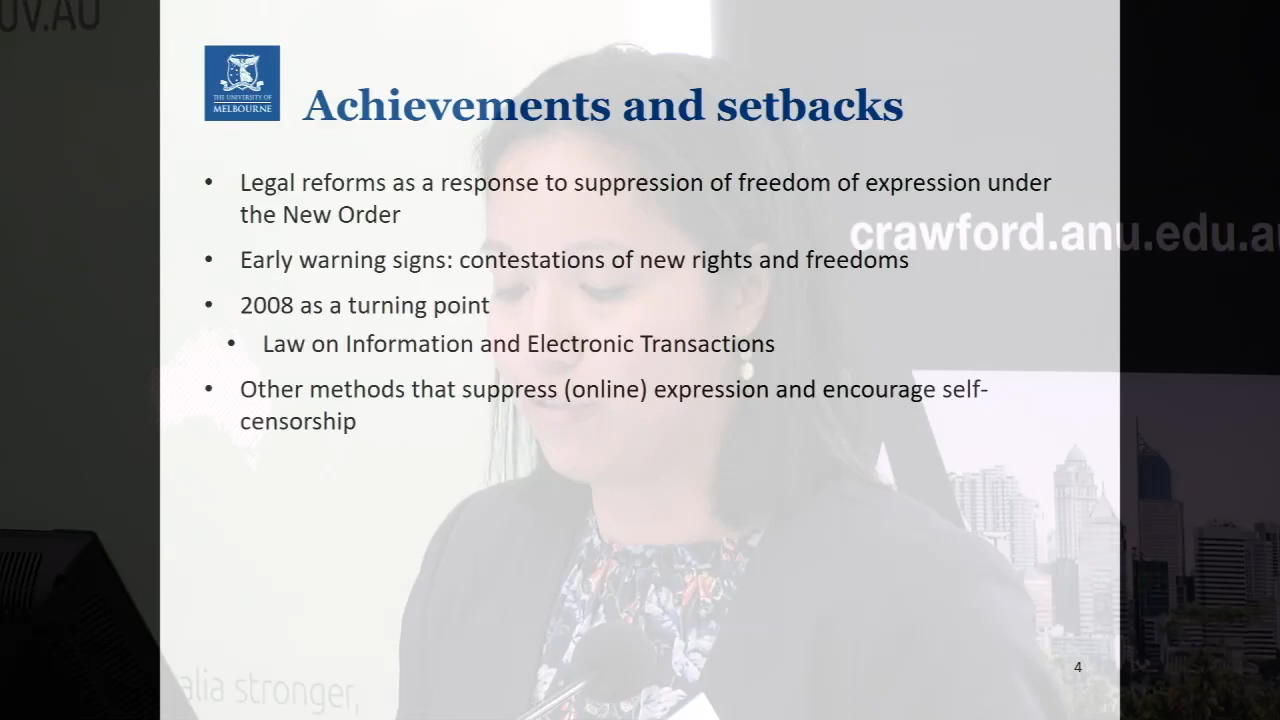 UV.AU
THE UNIVERSITY OF
MELBOURNE
Achievements and setbacks
• Legal reforms as a response to suppression of freedom of expression under
the New Order
crawford.anu.edu.a
• Early warning signs: contestations of new rights and freedoms
• 2008 as a turning point
• Law on Information and Electronic Transactions
• Other methods that suppress (online) expression and encourage self-
censorship
4
alia stronger,